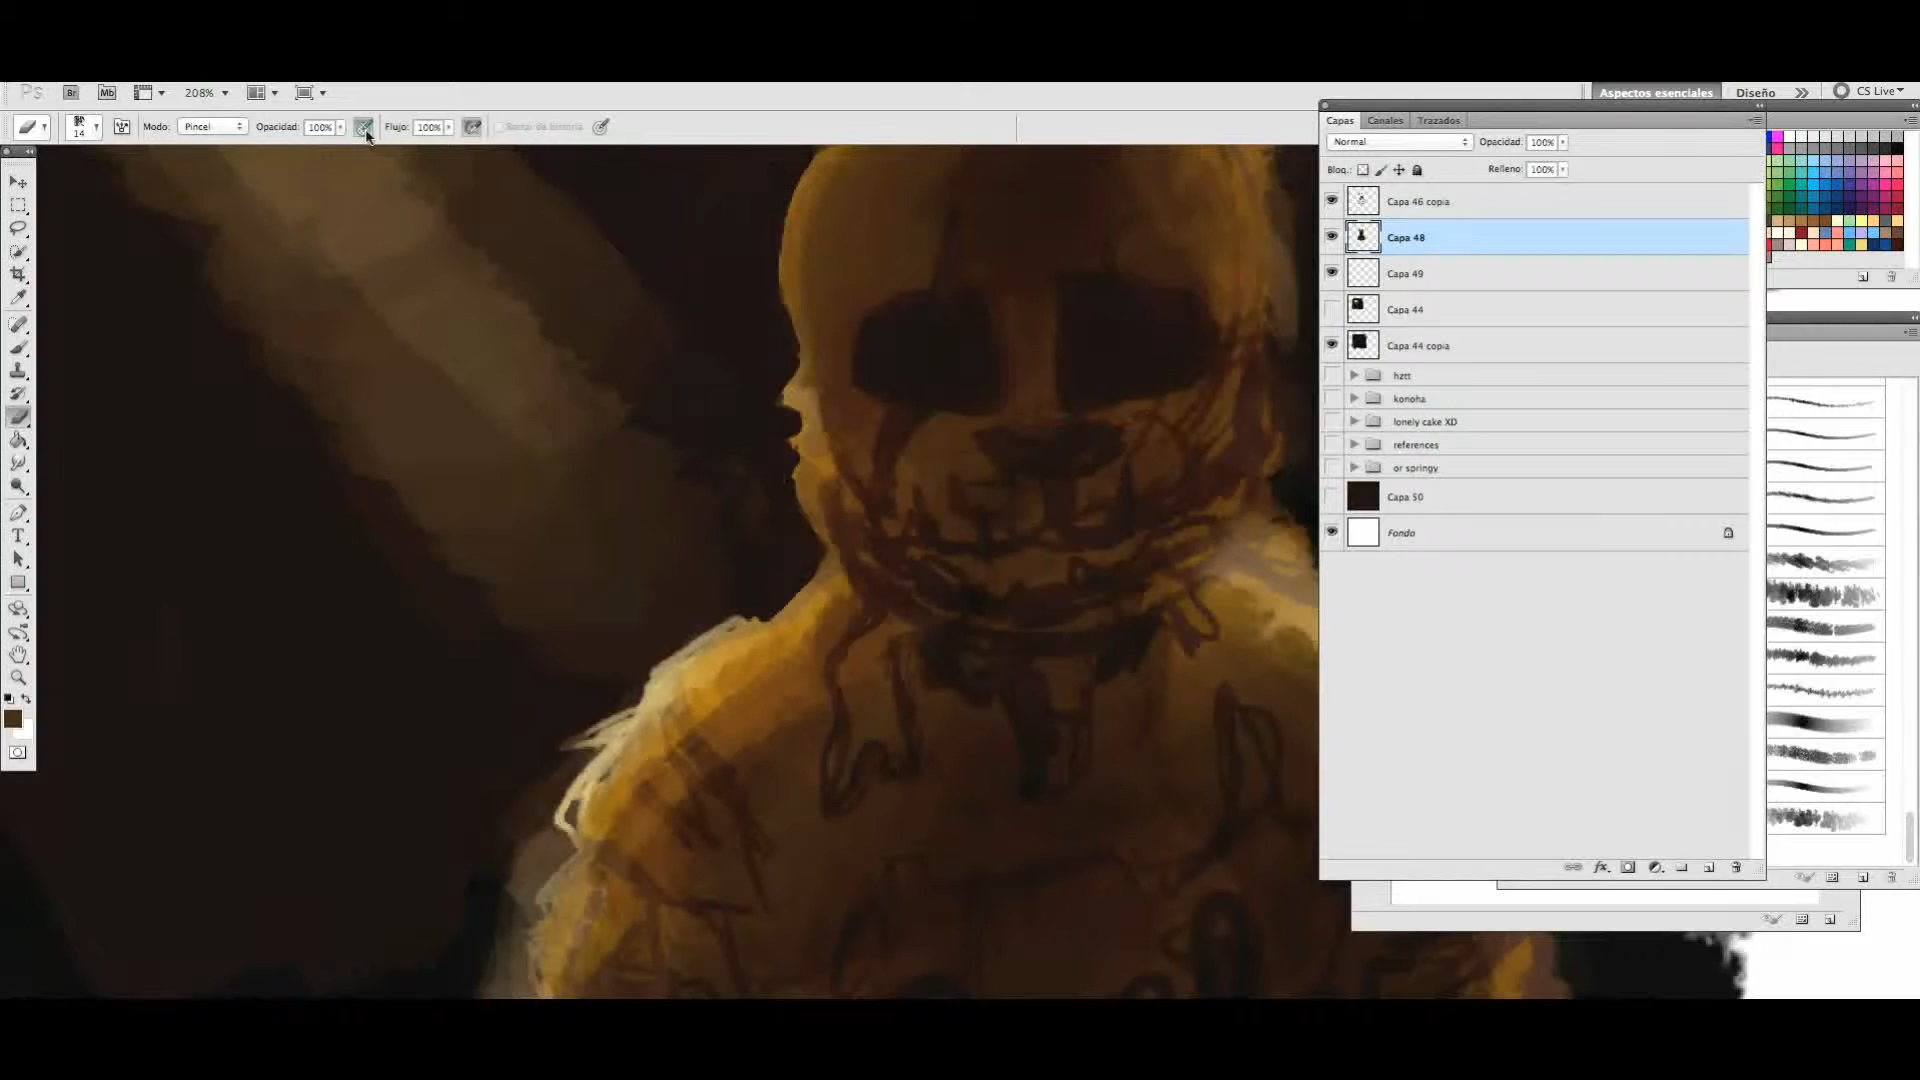 Ps Br Mb 208% Aspectos esenciales Diseño CS Live
14 Modo: Pincel Opacidad: 100% Flujo: 100% Borrar de historia
Capas Canales Trazados
Normal Opacidad: 100%
Bloq.: Relleno: 100%
Capa 46 copia
Capa 48
Capa 49
Capa 44
Capa 44 copia
hztt
konoha
lonely cake XD
references
or springy
Capa 50
Fondo
fx